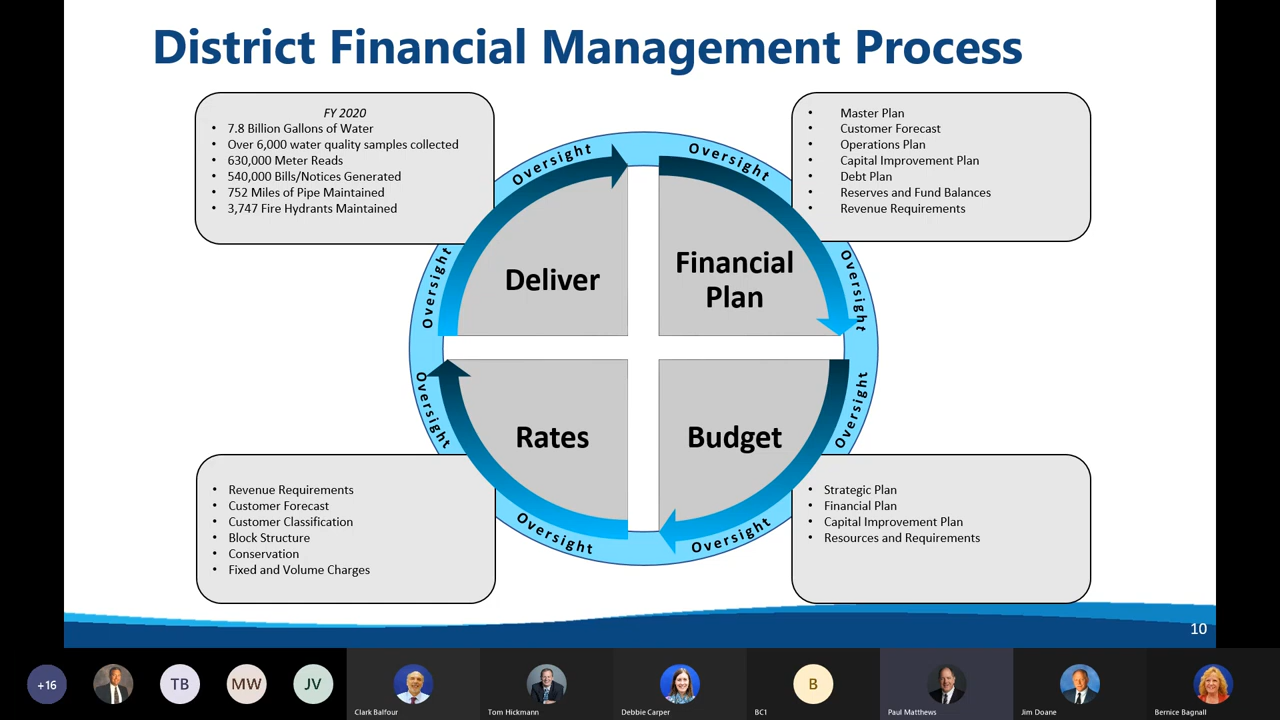 District Financial Management Process
FY 2020
• 7.8 Billion Gallons of Water
• Over 6,000 water quality samples collected
• 630,000 Meter Reads
• 540,000 Bills/Notices Generated
• 752 Miles of Pipe Maintained
• 3,747 Fire Hydrants Maintained
• Master Plan
• Customer Forecast
• Operations Plan
• Capital Improvement Plan
• Debt Plan
• Reserves and Fund Balances
• Revenue Requirements
Oversight
Oversight
Oversight
Oversight
Deliver
Financial
Plan
Rates
Budget
Oversight
Oversight
Oversight
Oversight
• Revenue Requirements
• Customer Forecast
• Customer Classification
• Block Structure
• Conservation
• Fixed and Volume Charges
• Strategic Plan
• Financial Plan
• Capital Improvement Plan
• Resources and Requirements
10
+16
TB
MW
JV
B
Clark Balfour
Tom Hickmann
Debbie Carper
BC1
Paul Matthews
Jim Doane
Bernice Bagnall